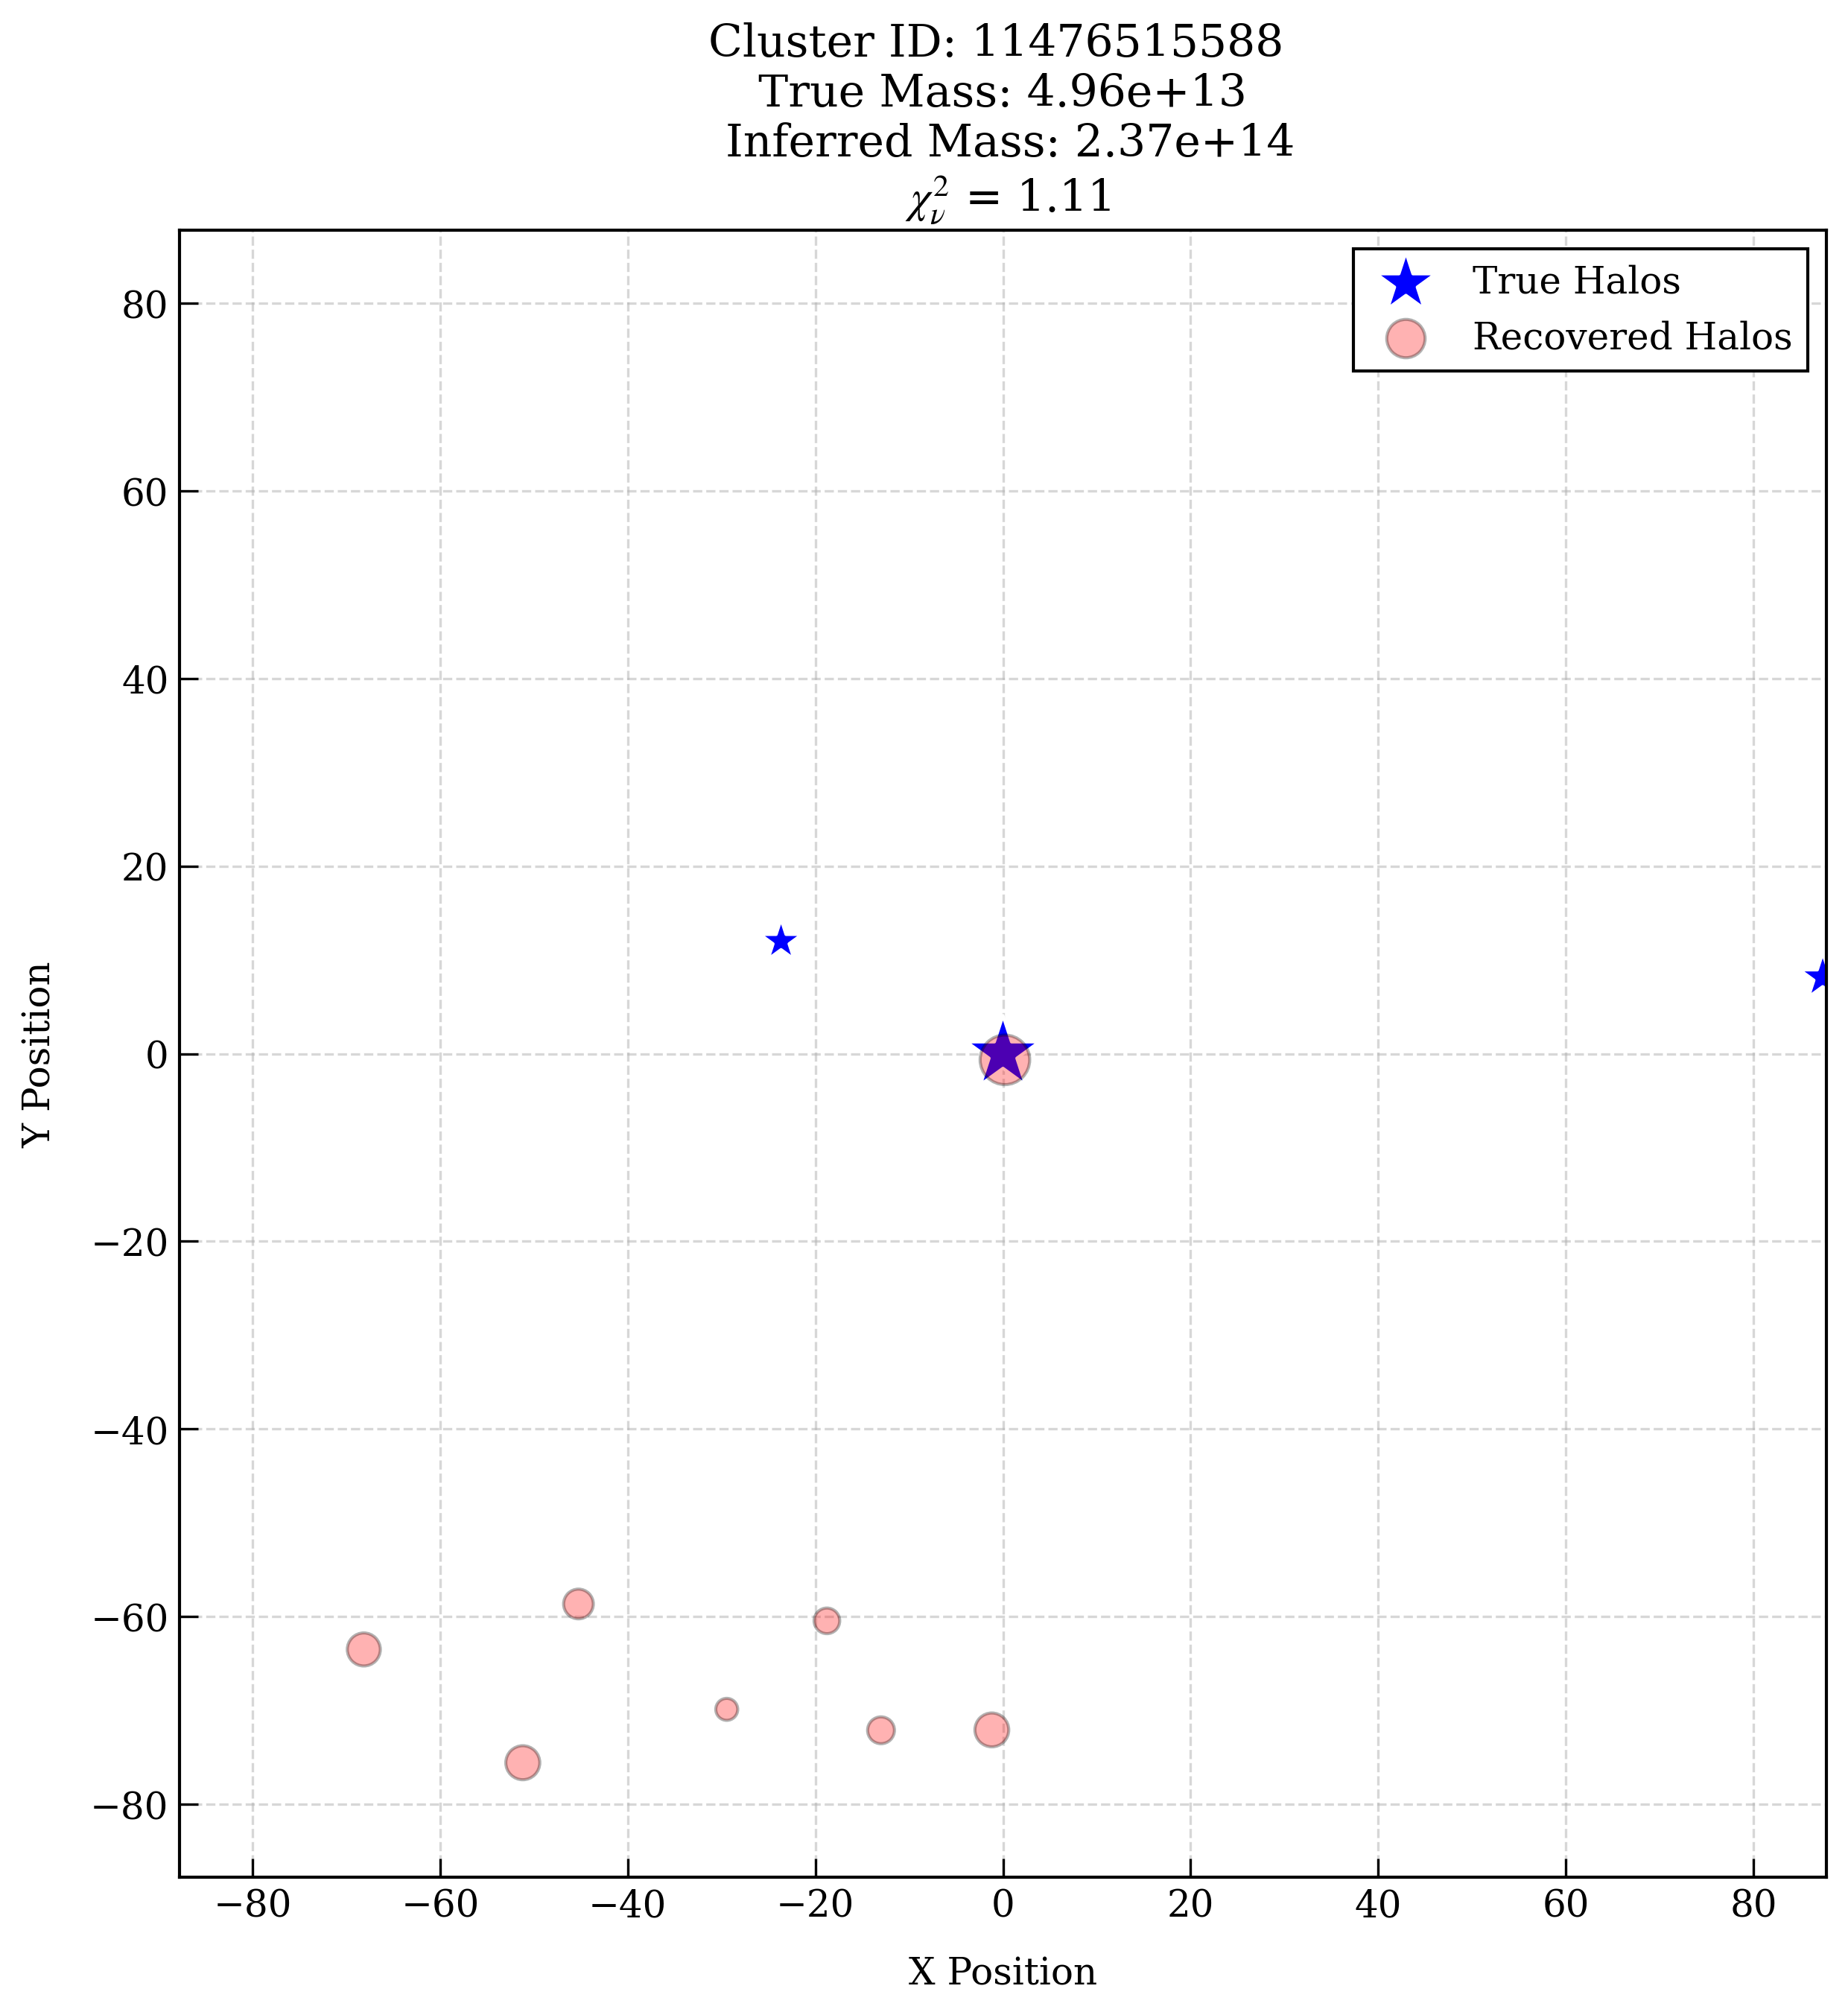 Cluster ID: 11476515588
True Mass: 4.96e+13
Inferred Mass: 2.37e+14
χ²ᵥ = 1.11
True Halos
Recovered Halos
80
60
40
20
0
−20
−40
−60
−80
Y Position
−80 −60 −40 −20 0 20 40 60 80
X Position